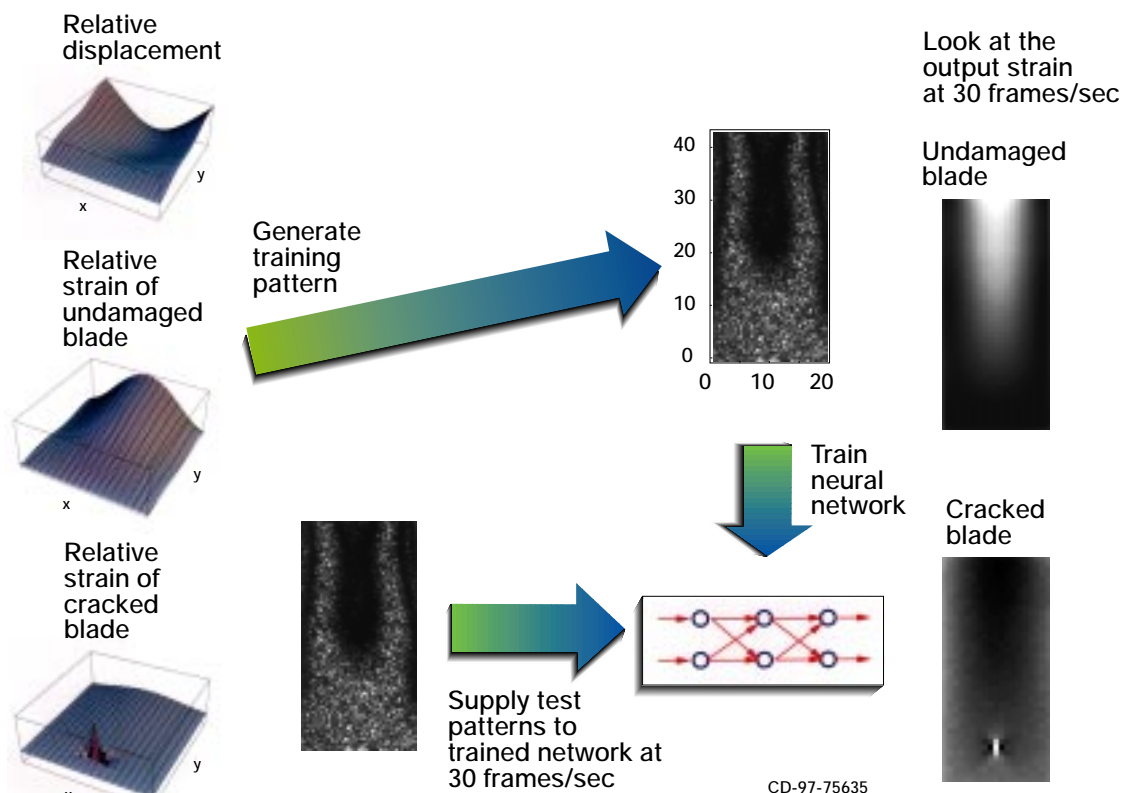 Relative
displacement
y
x
Relative
strain of
undamaged
blade
y
x
Relative
strain of
cracked
blade
y
Generate
training
pattern
40
30
20
10
0
0 10 20
Train
neural
network
Supply test
patterns to
trained network at
30 frames/sec
Look at the
output strain
at 30 frames/sec
Undamaged
blade
Cracked
blade
CD-97-75635